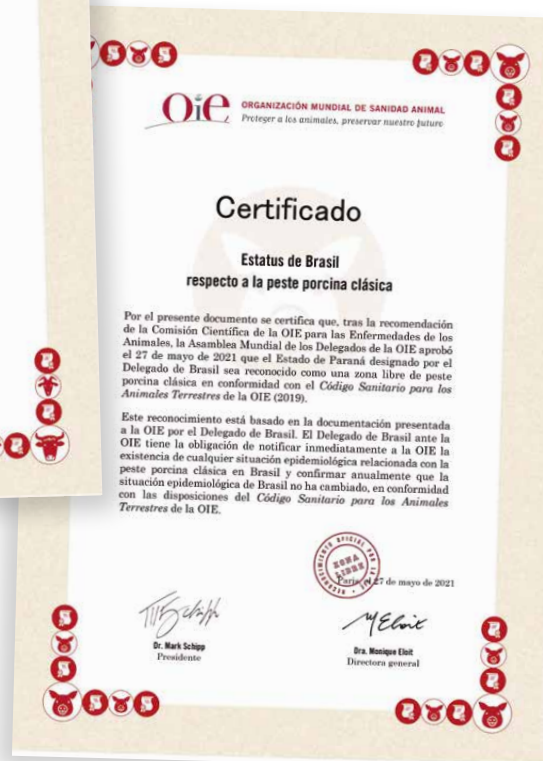 Oie
ORGANIZACIÓN MUNDIAL DE SANIDAD ANIMAL
Proteger a los animales, preservar nuestro futuro
Certificado
Estatus de Brasil
respecto a la peste porcina clásica
Por el presente documento se certifica que, tras la recomendación
de la Comisión Científica de la OIE para las Enfermedades de los
Animales, la Asamblea Mundial de los Delegados de la OIE aprobó
el 27 de mayo de 2021 que el Estado de Paraná designado por el
Delegado de Brasil sea reconocido como una zona libre de peste
porcina clásica en conformidad con el Código Sanitario para los
Animales Terrestres de la OIE (2019).
Este reconocimiento está basado en la documentación presentada
a la OIE por el Delegado de Brasil. El Delegado de Brasil ante la
OIE tiene la obligación de notificar inmediatamente a la OIE la
existencia de cualquier situación epidemiológica relacionada con la
peste porcina clásica en Brasil y confirmar anualmente que la
situación epidemiológica de Brasil no ha cambiado, en conformidad
con las disposiciones del Código Sanitario para los Animales
Terrestres de la OIE.
RECONOCIMIENTO OFICIAL POR LA
ZONA
LIBRE
París, el 27 de mayo de 2021
Dr. Mark Schipp
Presidente
M Eloit
Dra. Monique Eloit
Directora general